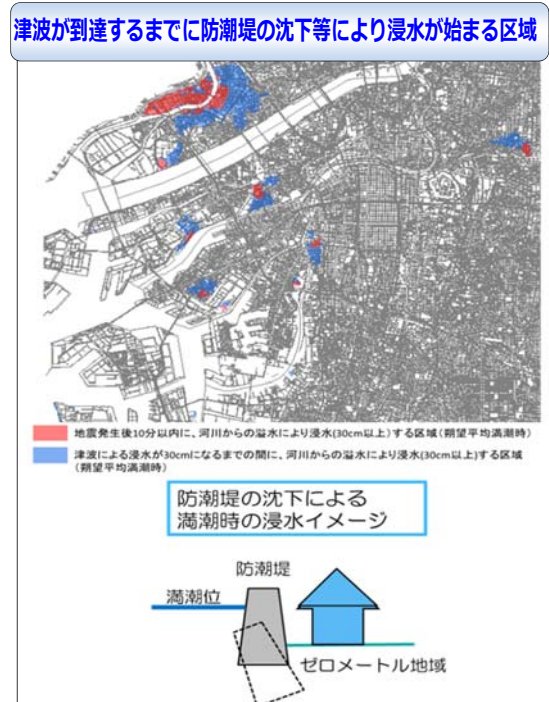 津波が到達するまでに防潮堤の沈下等により浸水が始まる区域
地震発生後10分以内に、河川からの溢水により浸水(30cm以上)する区域(朔望平均満潮時)
津波による浸水が30cmになるまでの間に、河川からの溢水により浸水(30cm以上)する区域
(朔望平均満潮時)
防潮堤の沈下による
満潮時の浸水イメージ
防潮堤
満潮位
ゼロメートル地域